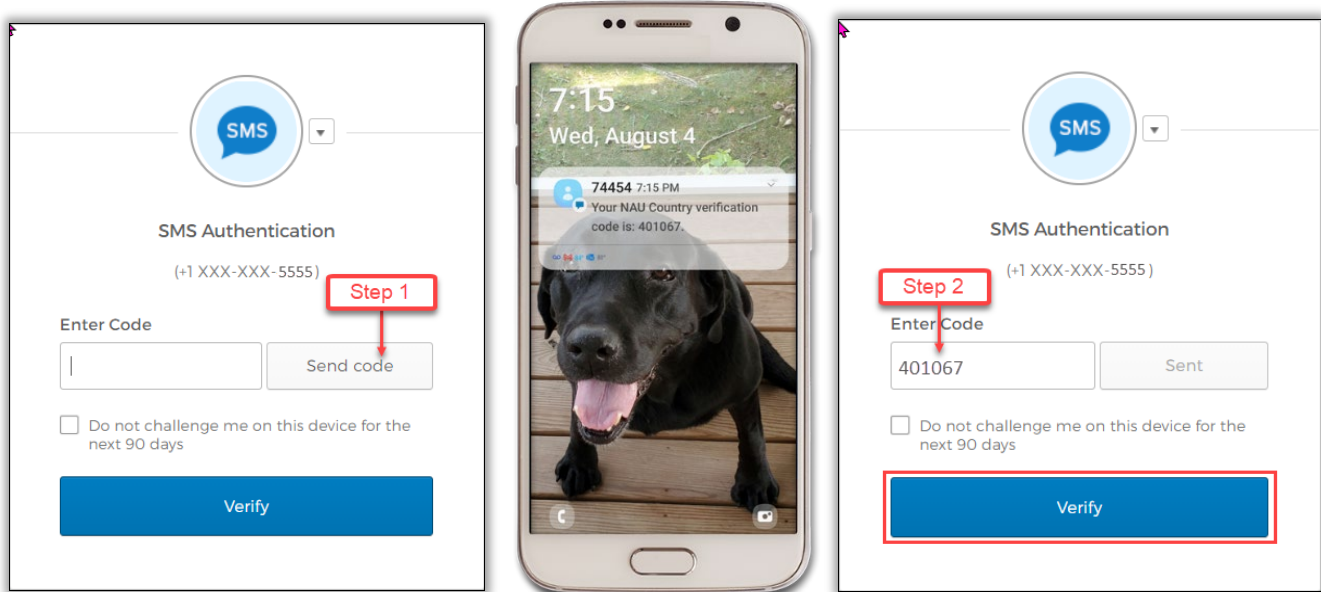 SMS
SMS Authentication
(+1 XXX-XXX-5555)
Step 1
Enter Code
Send code
Do not challenge me on this device for the
next 90 days
Verify
7:15
Wed, August 4
74454 7:15 PM
Your NAU Country verification
code is: 401067.
SMS
SMS Authentication
(+1 XXX-XXX-5555)
Step 2
Enter Code
401067
Sent
Do not challenge me on this device for the
next 90 days
Verify